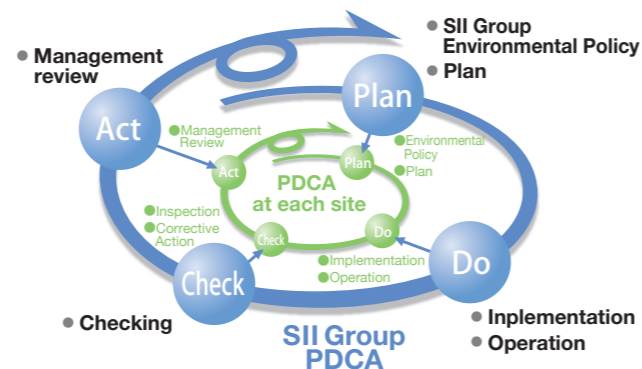 ● SII Group
Environmental Policy
● Plan
● Management
review
Plan
Act
● Management
Review
● Environmental
Policy
● Plan
Plan
Act
PDCA
at each site
● Inspection
● Corrective
Action
Check
Do
● Implementation
● Operation
Do
Check
● Checking
SII Group
PDCA
● Inplementation
● Operation